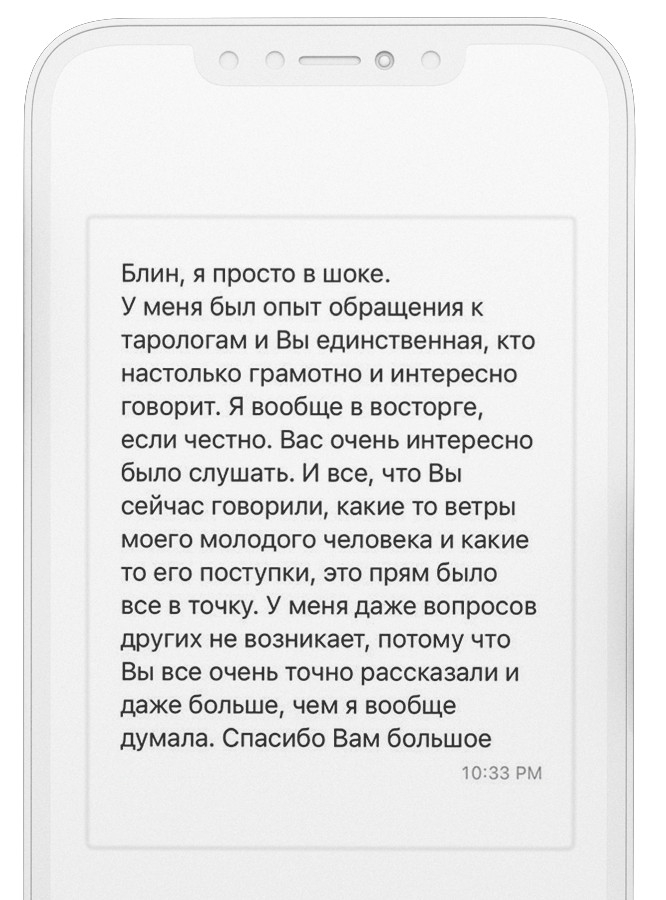 Блин, я просто в шоке.
У меня был опыт обращения к
тарологам и Вы единственная, кто
настолько грамотно и интересно
говорит. Я вообще в восторге,
если честно. Вас очень интересно
было слушать. И все, что Вы
сейчас говорили, какие то ветры
моего молодого человека и какие
то его поступки, это прям было
все в точку. У меня даже вопросов
других не возникает, потому что
Вы все очень точно рассказали и
даже больше, чем я вообще
думала. Спасибо Вам большое
10:33 PM